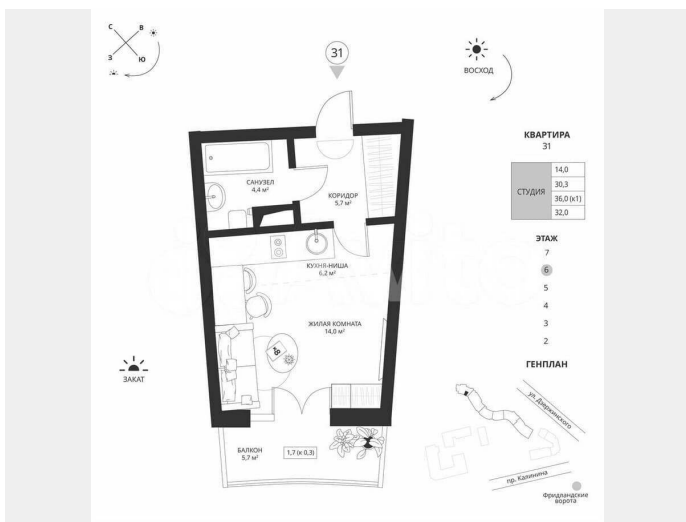 С
В
З
Ю
31
ВОСХОД
КВАРТИРА
31
СТУДИЯ
14,0
30,3
36,0 (к1)
32,0
САНУЗЕЛ
4,4 м²
КОРИДОР
5,7 м²
ЭТАЖ
7
6
5
4
3
2
КУХНЯ-НИША
6,2 м²
ЖИЛАЯ КОМНАТА
14,0 м²
ЗАКАТ
ГЕНПЛАН
ул. Дзержинского
БАЛКОН
5,7 м²
1,7 (к 0,3)
пр. Калинина
Фридландские
ворота